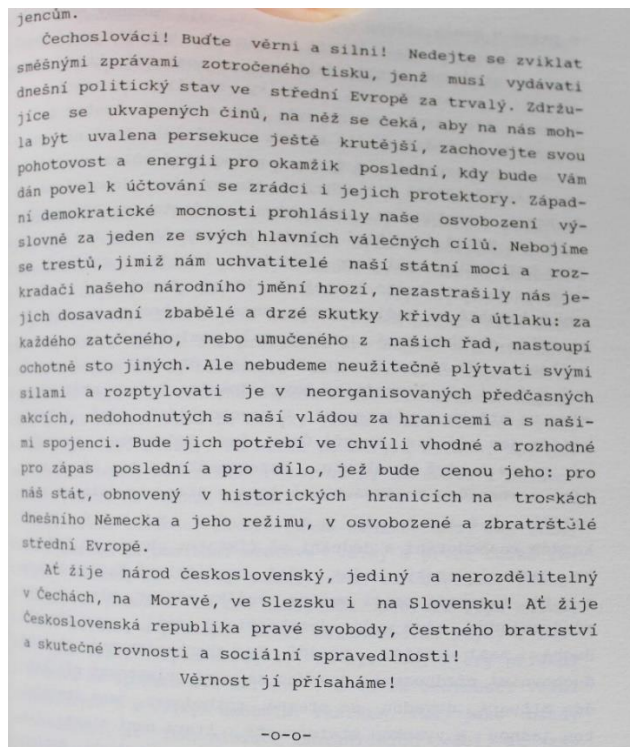 jencům.
Čechoslováci! Buďte věrni a silni! Nedejte se zviklat
směšnými zprávami zotročeného tisku, jenž musí vydávati
dnešní politický stav ve střední Evropě za trvalý. Zdržu-
jíce se ukvapených činů, na něž se čeká, aby na nás moh-
la být uvalena persekuce ještě krutější, zachovejte svou
pohotovost a energii pro okamžik poslední, kdy bude Vám
dán povel k účtování se zrádci i jejich protektory. Západ-
ní demokratické mocnosti prohlásily naše osvobození vý-
slovně za jeden ze svých hlavních válečných cílů. Nebojíme
se trestů, jimiž nám uchvatitelé naší státní moci a roz-
kradači našeho národního jmění hrozí, nezastrašily nás je-
jich dosavadní zbabělé a drzé skutky křivdy a útlaku: za
každého zatčeného, nebo umučeného z našich řad, nastoupí
ochotně sto jiných. Ale nebudeme neužitečně plýtvati svými
silami a rozptylovati je v neorganisovaných předčasných
akcích, nedohodnutých s naší vládou za hranicemi a s naši-
mi spojenci. Bude jich potřebí ve chvíli vhodné a rozhodné
pro zápas poslední a pro dílo, jež bude cenou jeho: pro
náš stát, obnovený v historických hranicích na troskách
dnešního Německa a jeho režimu, v osvobozené a zbratřštělé
střední Evropě.
Ať žije národ československý, jediný a nerozdělitelný
v Čechách, na Moravě, ve Slezsku i na Slovensku! Ať žije
Československá republika pravé svobody, čestného bratrství
a skutečné rovnosti a sociální spravedlnosti!
Věrnost jí přísaháme!
-o-o-